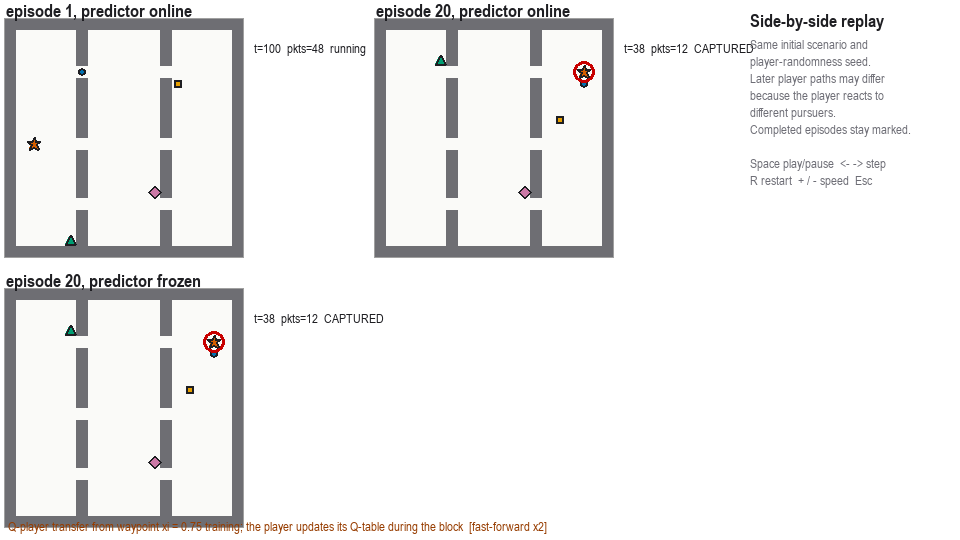 episode 1, predictor online
t=100 pkts=48 running
episode 20, predictor online
t=38 pkts=12 CAPTURED
Side-by-side replay
Same initial scenario and
player-randomness seed.
Later player paths may differ
because the player reacts to
different pursuers.
Completed episodes stay marked.
Space play/pause <- -> step
R restart + / - speed Esc
episode 20, predictor frozen
t=38 pkts=12 CAPTURED
Q-player transfer from waypoint xi = 0.75 training; the player updates its Q-table during the block [fast-forward x2]